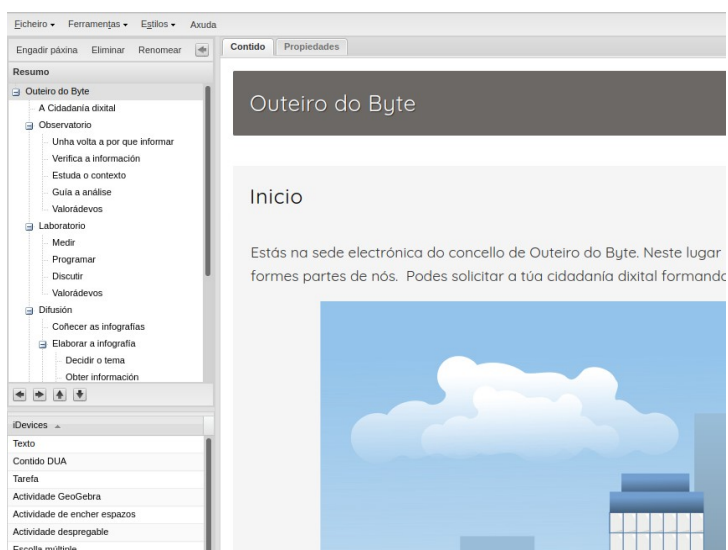 Ficheiro Ferramentas Estilos Axuda
Engadir páxina Eliminar Renomear
Contido Propiedades
Resumo
Outeiro do Byte
A Cidadanía dixital
Observatorio
Unha volta a por que informar
Verifica a información
Estuda o contexto
Guía a análise
Valorádevos
Laboratorio
Medir
Programar
Discutir
Valorádevos
Difusión
Coñecer as infografías
Elaborar a infografía
Decidir o tema
Obter información
iDevices
Texto
Contido DUA
Tarefa
Actividade GeoGebra
Actividade de encher espazos
Actividade despregable
Escolla múltiple
Outeiro do Byte
Inicio
Estás na sede electrónica do concello de Outeiro do Byte. Neste lugar
formes partes de nós. Podes solicitar a túa cidadanía dixital formando